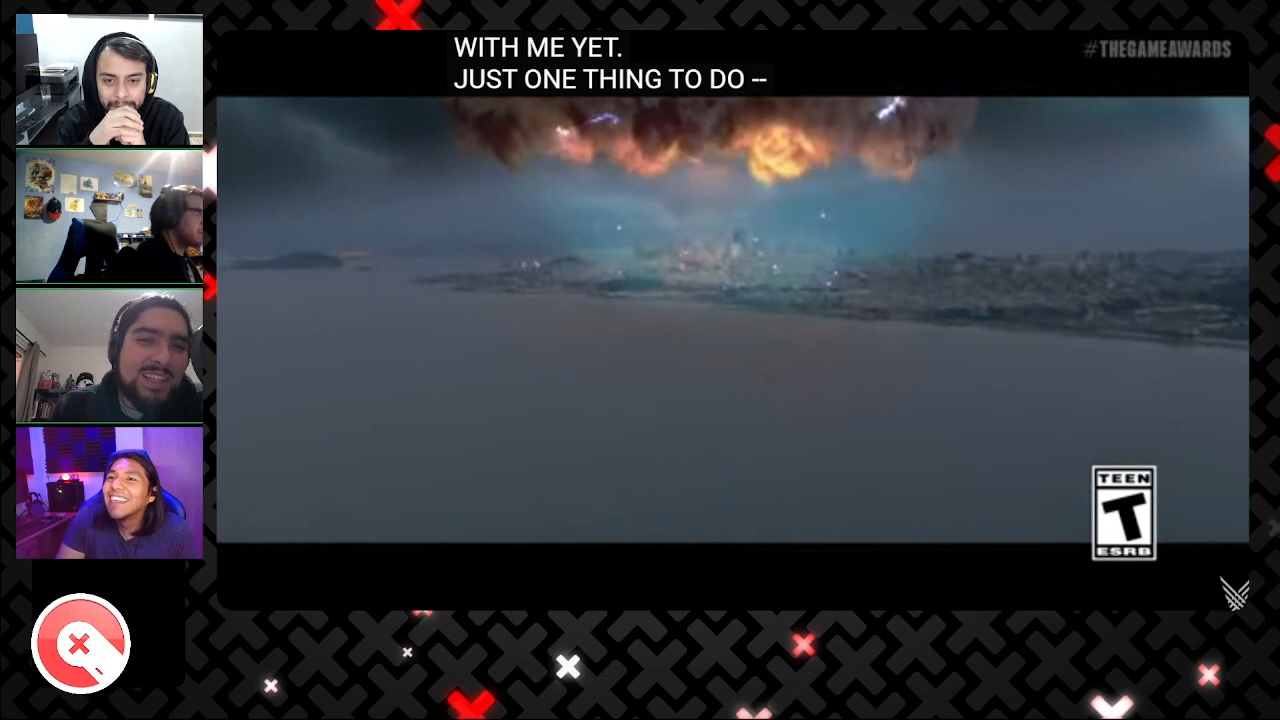 WITH ME YET.
JUST ONE THING TO DO --
#THEGAMEAWARDS
TEEN
T
ESRB